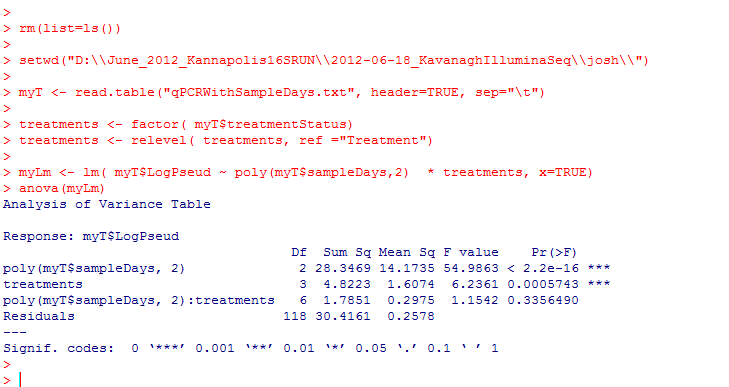 >
> rm(list=ls())
>
> setwd("D:\\June_2012_Kannapolis16SRUN\\2012-06-18_KavanaghIlluminaSeq\\josh\\")
>
> myT <- read.table("qPCRWithSampleDays.txt", header=TRUE, sep="\t")
>
> treatments <- factor( myT$treatmentStatus)
> treatments <- relevel( treatments, ref ="Treatment")
>
> myLm <- lm( myT$LogPseud ~ poly(myT$sampleDays,2)  * treatments, x=TRUE)
> anova(myLm)
Analysis of Variance Table

Response: myT$LogPseud
                                     Df  Sum Sq Mean Sq F value    Pr(>F)
poly(myT$sampleDays, 2)               2 28.3469 14.1735 54.9863 < 2.2e-16 ***
treatments                            3  4.8223  1.6074  6.2361 0.0005743 ***
poly(myT$sampleDays, 2):treatments    6  1.7851  0.2975  1.1542 0.3356490
Residuals                           118 30.4161  0.2578
---
Signif. codes:  0 ‘***’ 0.001 ‘**’ 0.01 ‘*’ 0.05 ‘.’ 0.1 ‘ ’ 1
>
>